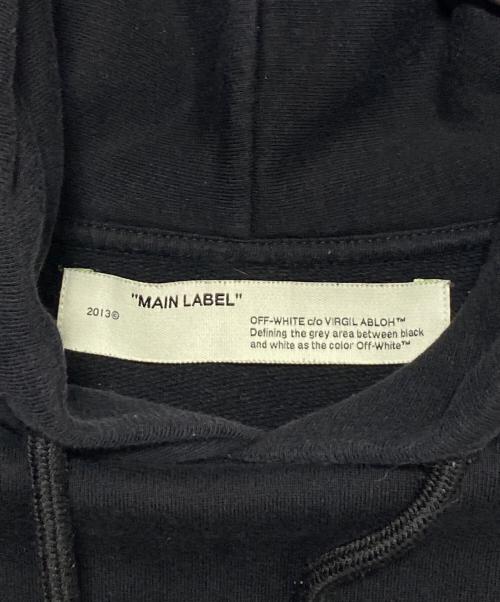 "MAIN LABEL"
2013©
OFF-WHITE c/o VIRGIL ABLOH™
Defining the grey area between black
and white as the color Off-White™